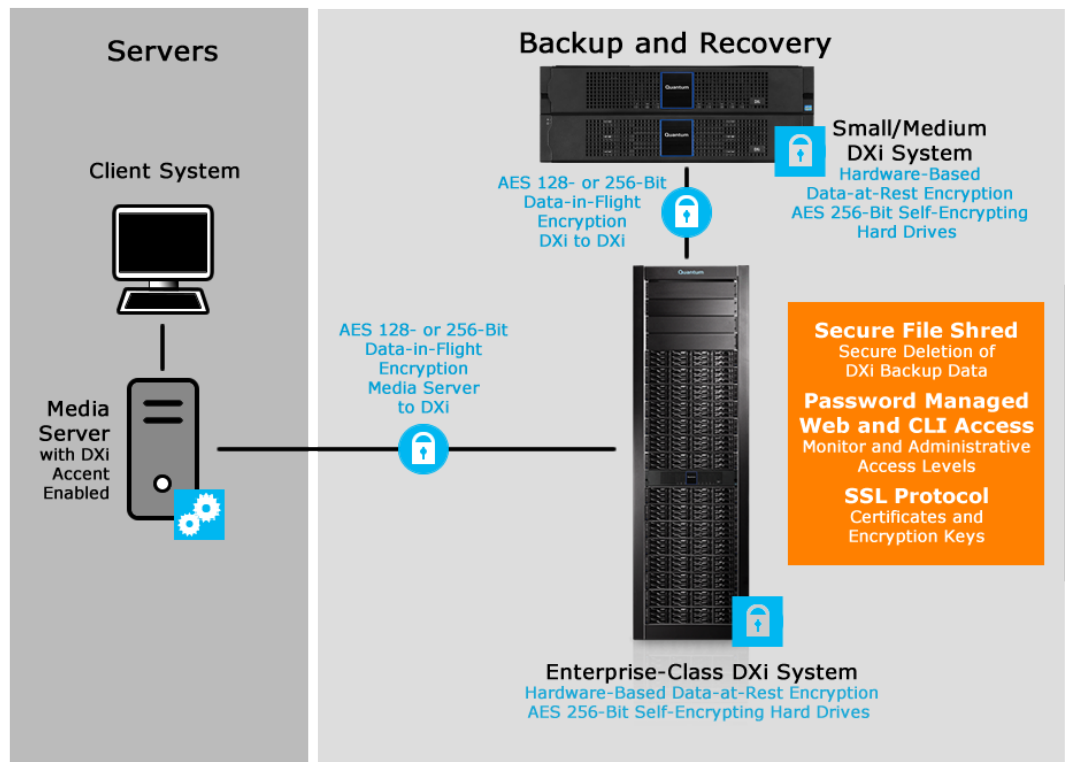 Servers
Client System
Media
Server
with DXi
Accent
Enabled
Backup and Recovery
Quantum
Quantum
Small/Medium
DXi System
Hardware-Based
Data-at-Rest Encryption
AES 256-Bit Self-Encrypting
Hard Drives
AES 128- or 256-Bit
Data-in-Flight
Encryption
DXi to DXi
Quantum
AES 128- or 256-Bit
Data-in-Flight
Encryption
Media Server
to DXi
Secure File Shred
Secure Deletion of
DXi Backup Data
Password Managed
Web and CLI Access
Monitor and Administrative
Access Levels
SSL Protocol
Certificates and
Encryption Keys
Enterprise-Class DXi System
Hardware-Based Data-at-Rest Encryption
AES 256-Bit Self-Encrypting Hard Drives